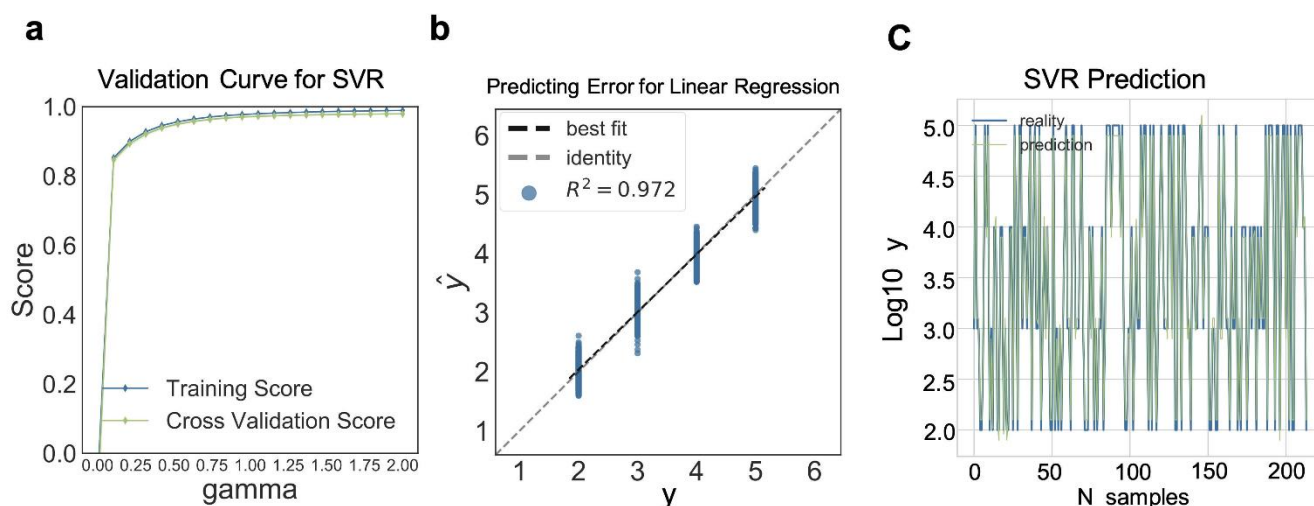 a
Validation Curve for SVR
Score
1.0
0.8
0.6
0.4
0.2
0.0
Training Score
Cross Validation Score
0.00 0.25 0.50 0.75 1.00 1.25 1.50 1.75 2.00
gamma
b
Predicting Error for Linear Regression
ŷ
6
5
4
3
2
1
best fit
identity
R² = 0.972
1 2 3 4 5 6
y
C
SVR Prediction
Log10 y
5.0
4.5
4.0
3.5
3.0
2.5
2.0
reality
prediction
0 50 100 150 200
N samples